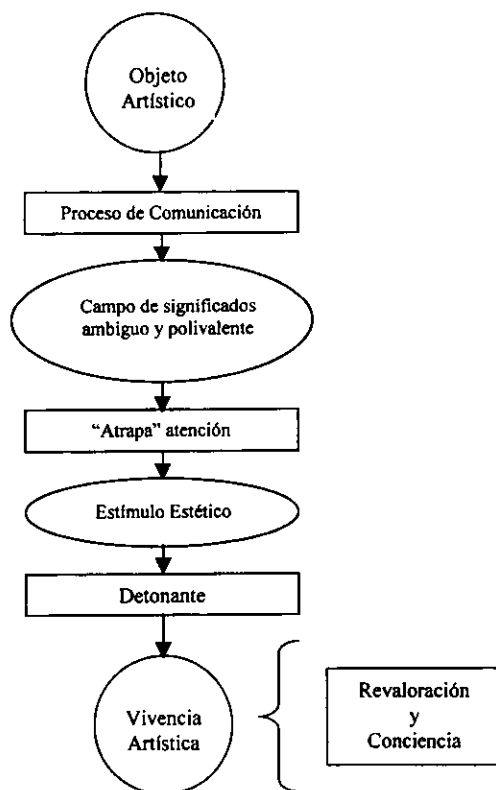 Objeto
Artístico
Proceso de Comunicación
Campo de significados
ambiguo y polivalente
“Atrapa” atención
Estímulo Estético
Detonante
Vivencia
Artística
Revaloración
y
Conciencia